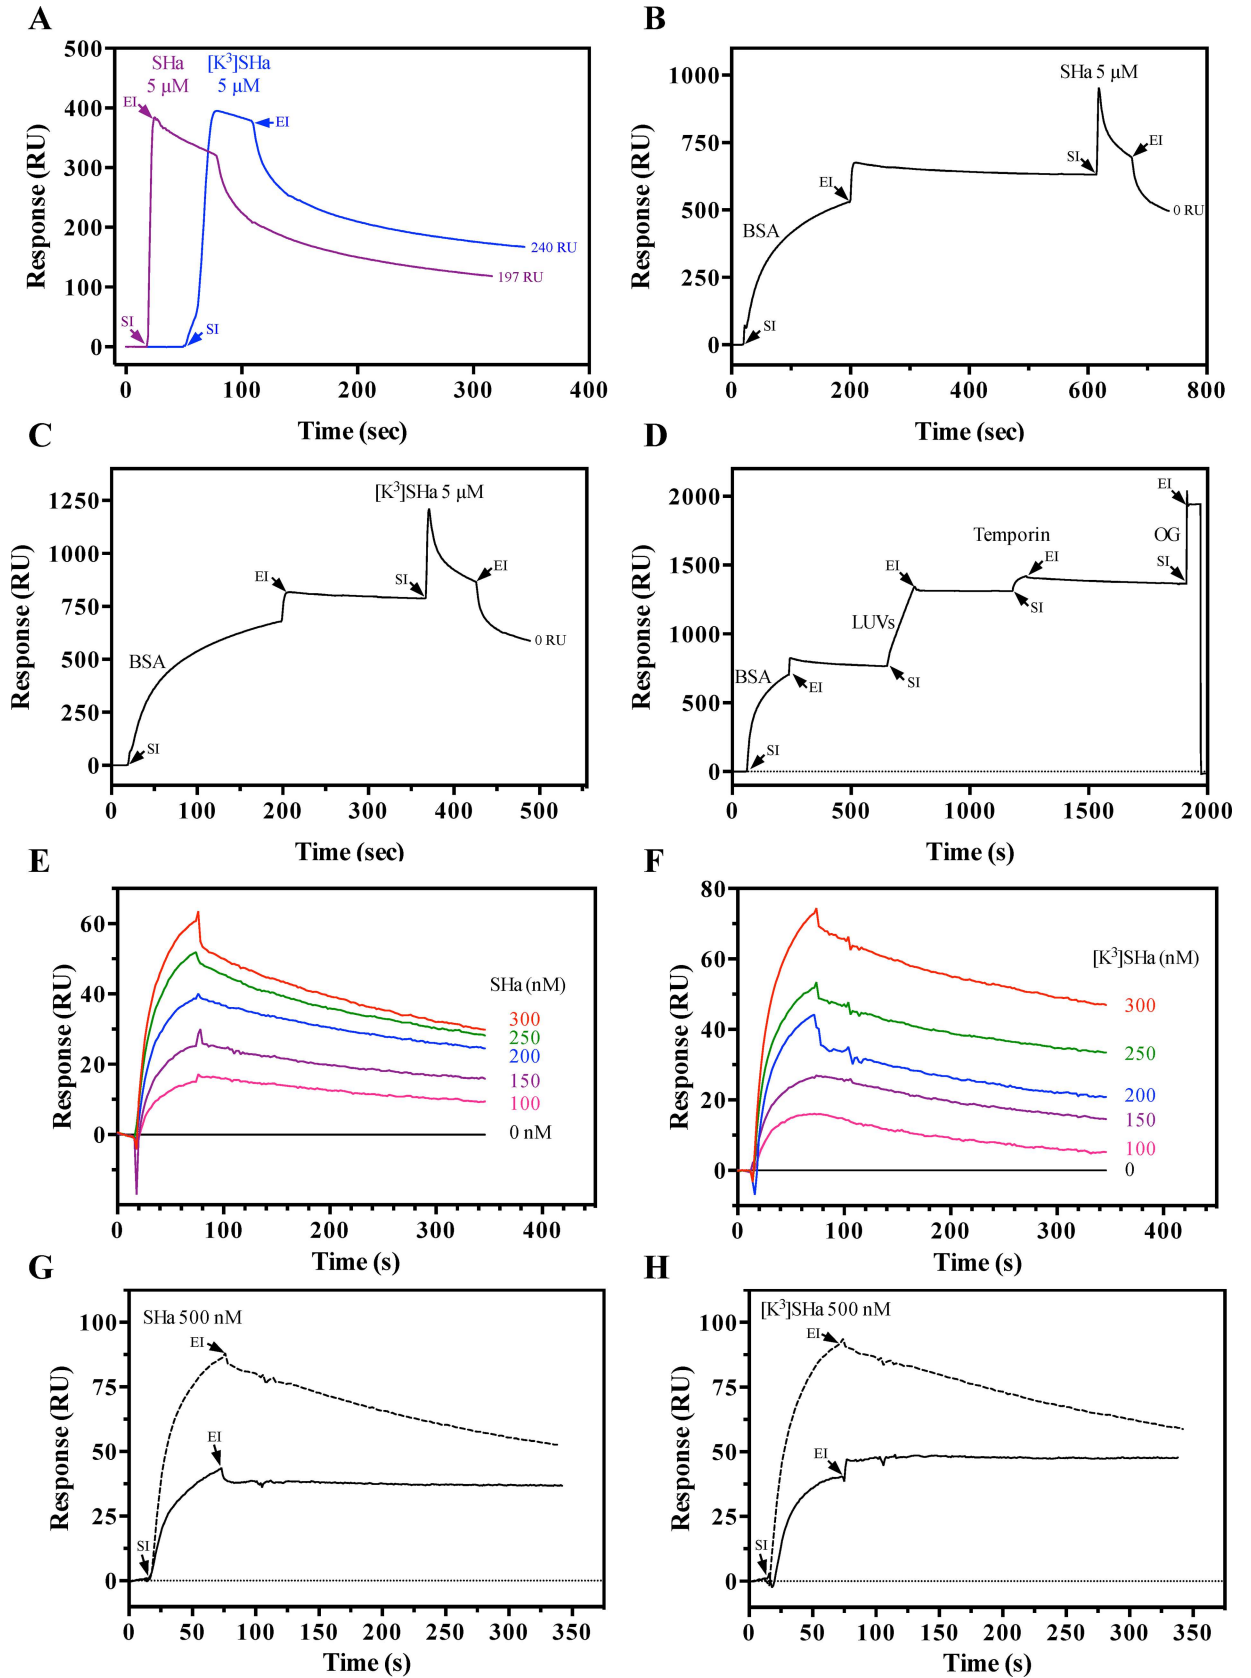 A
500
400
300
200
100
0
Response (RU)
SHa
5 μM
[K³]SHa
5 μM
EI
EI
SI
SI
240 RU
197 RU
0 100 200 300 400
Time (sec)
B
1000
750
500
250
0
Response (RU)
SHa 5 μM
SI
EI
EI
BSA
SI
0 RU
0 200 400 600 800
Time (sec)
C
1250
1000
750
500
250
0
Response (RU)
[K³]SHa 5 μM
EI
SI
EI
BSA
SI
0 RU
0 100 200 300 400 500
Time (sec)
D
2000
1500
1000
500
0
Response (RU)
EI
OG
SI
Temporin
EI
EI
SI
LUVs
SI
BSA
EI
SI
0 500 1000 1500 2000
Time (s)
E
60
40
20
0
Response (RU)
SHa (nM)
300
250
200
150
100
0 nM
0 100 200 300 400
Time (s)
F
80
60
40
20
0
Response (RU)
[K³]SHa (nM)
300
250
200
150
100
0
0 100 200 300 400
Time (s)
G
100
75
50
25
0
Response (RU)
SHa 500 nM
EI
EI
SI
0 50 100 150 200 250 300 350
Time (s)
H
100
75
50
25
0
Response (RU)
[K³]SHa 500 nM
EI
EI
SI
0 50 100 150 200 250 300 350
Time (s)